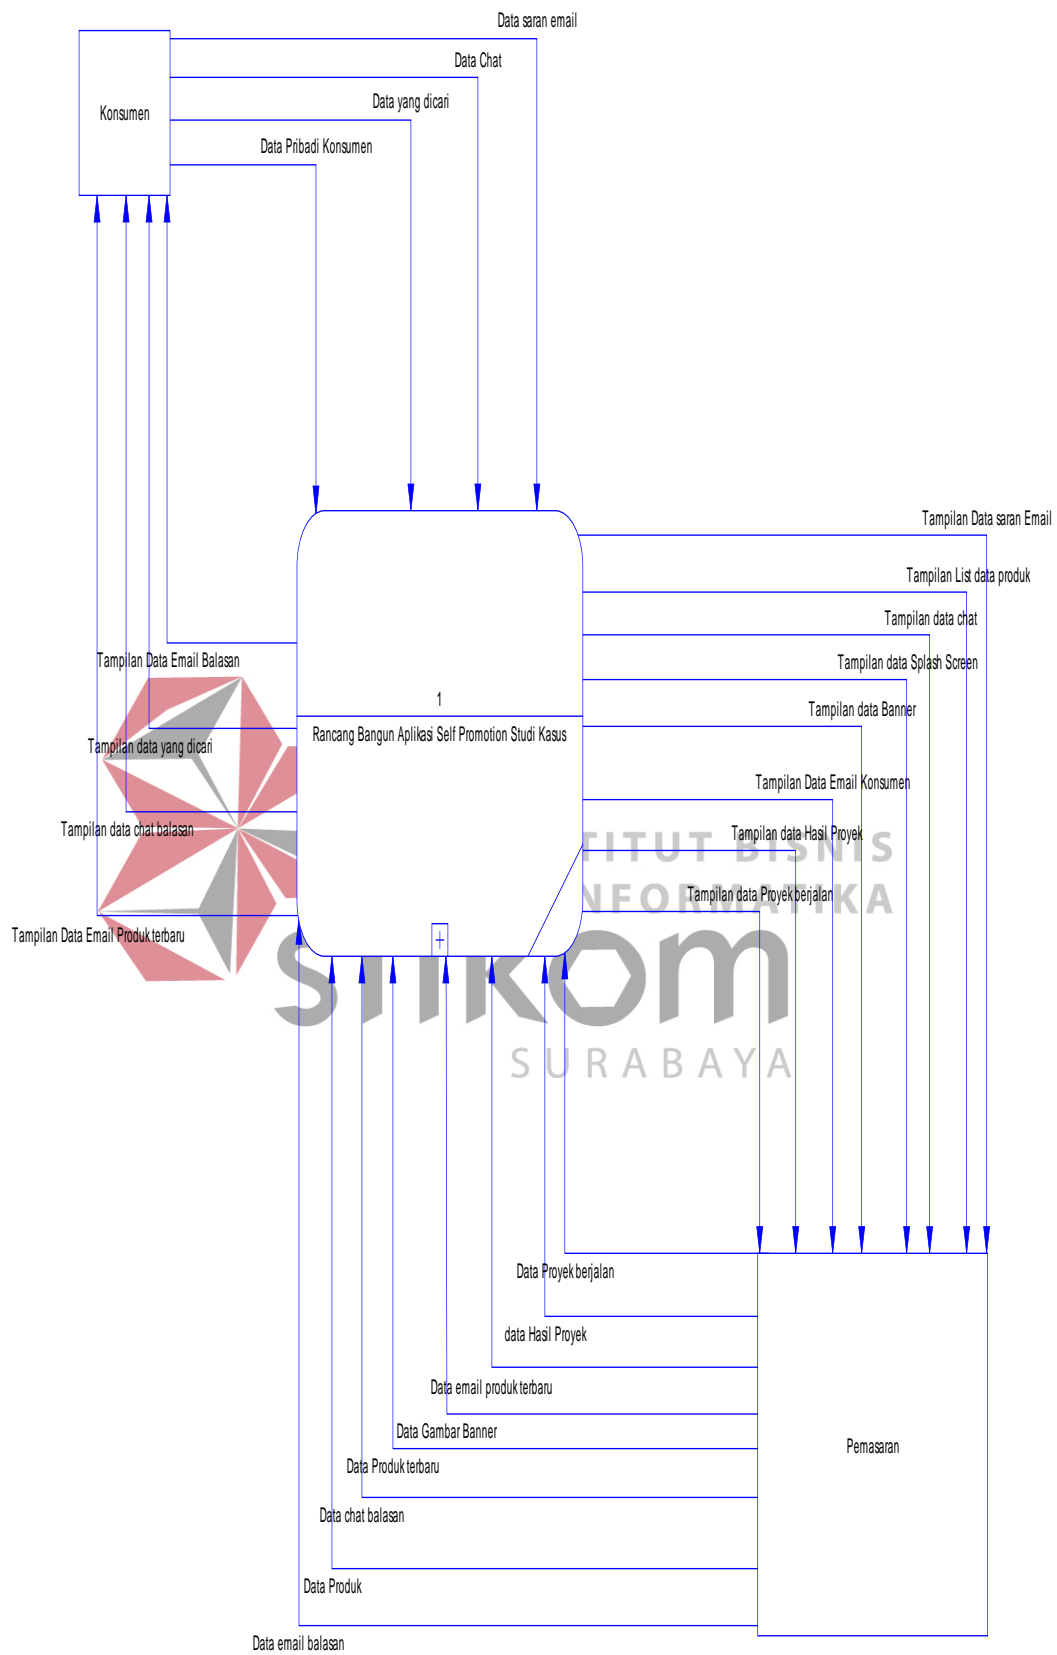 Data saran email
Data Chat
Data yang dicari
Konsumen
Data Pribadi Konsumen
Tampilan Data saran Email
Tampilan List data produk
Tampilan data chat
Tampilan Data Email Balasan
Tampilan data Splash Screen
1
Tampilan data Banner
Rancang Bangun Aplikasi Self Promotion Studi Kasus
Tampilan data yang dicari
Tampilan Data Email Konsumen
Tampilan data chat balasan
Tampilan data Hasil Proyek
TITUT BISNIS
Tampilan data Proyek berjalan
NFORMATIKA
Tampilan Data Email Produk terbaru
stikom
SURABAYA
Data Proyek berjalan
data Hasil Proyek
Data email produk terbaru
Data Gambar Banner
Pemasaran
Data Produk terbaru
Data chat balasan
Data Produk
Data email balasan